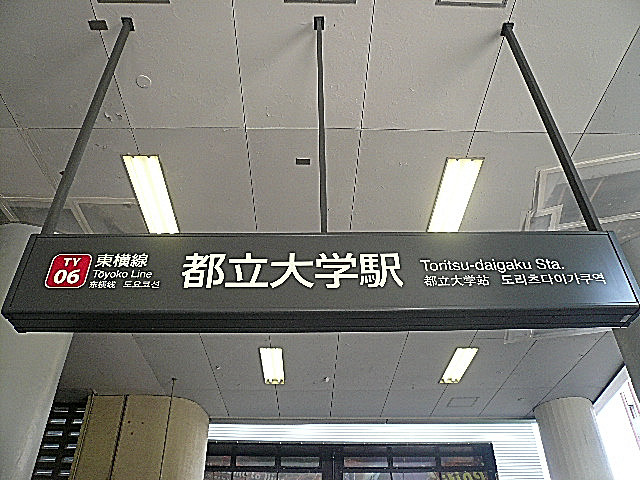 TY
06
東横線
Tōyoko Line
东横线 도요코선
都立大学駅
Toritsu-daigaku Sta.
都立大学站 도리츠다이가쿠역